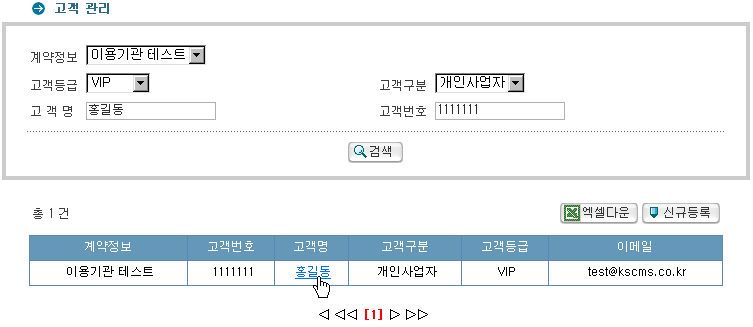 고객 관리
계약정보 이용기관 테스트
고객등급 VIP 고객구분 개인사업자
고 객 명 홍길동 고객번호 1111111
검색
총 1 건 엑셀다운 신규등록
계약정보 고객번호 고객명 고객구분 고객등급 이메일
이용기관 테스트 1111111 홍길동 개인사업자 VIP test@kscms.co.kr
[1]